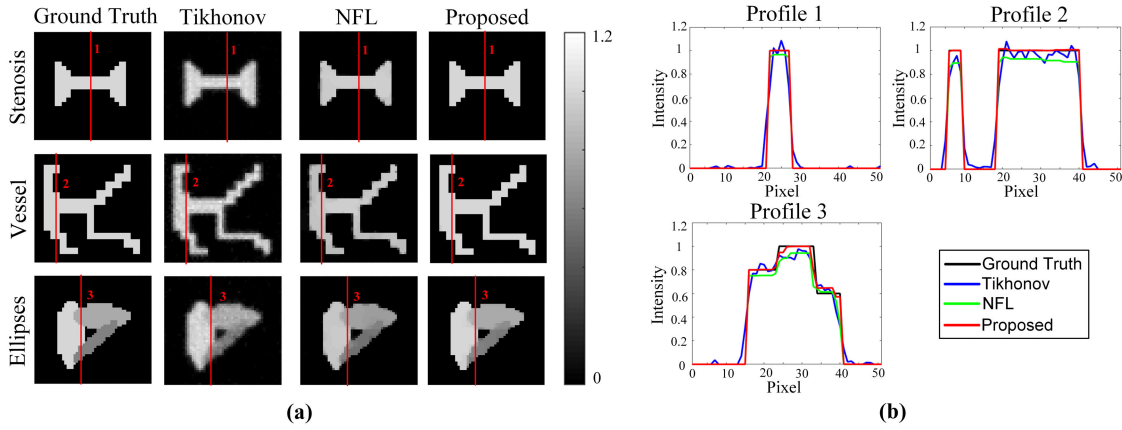 Ground Truth Tikhonov NFL Proposed
Stenosis
1 1 1 1
Vessel
2 2 2 2
Ellipses
3 3 3 3
1.2
0
(a)
Profile 1
Intensity
1.2
1
0.8
0.6
0.4
0.2
0
0 10 20 30 40 50
Pixel
Profile 2
Intensity
1.2
1
0.8
0.6
0.4
0.2
0
0 10 20 30 40 50
Pixel
Profile 3
Intensity
1.2
1
0.8
0.6
0.4
0.2
0
0 10 20 30 40 50
Pixel
Ground Truth
Tikhonov
NFL
Proposed
(b)